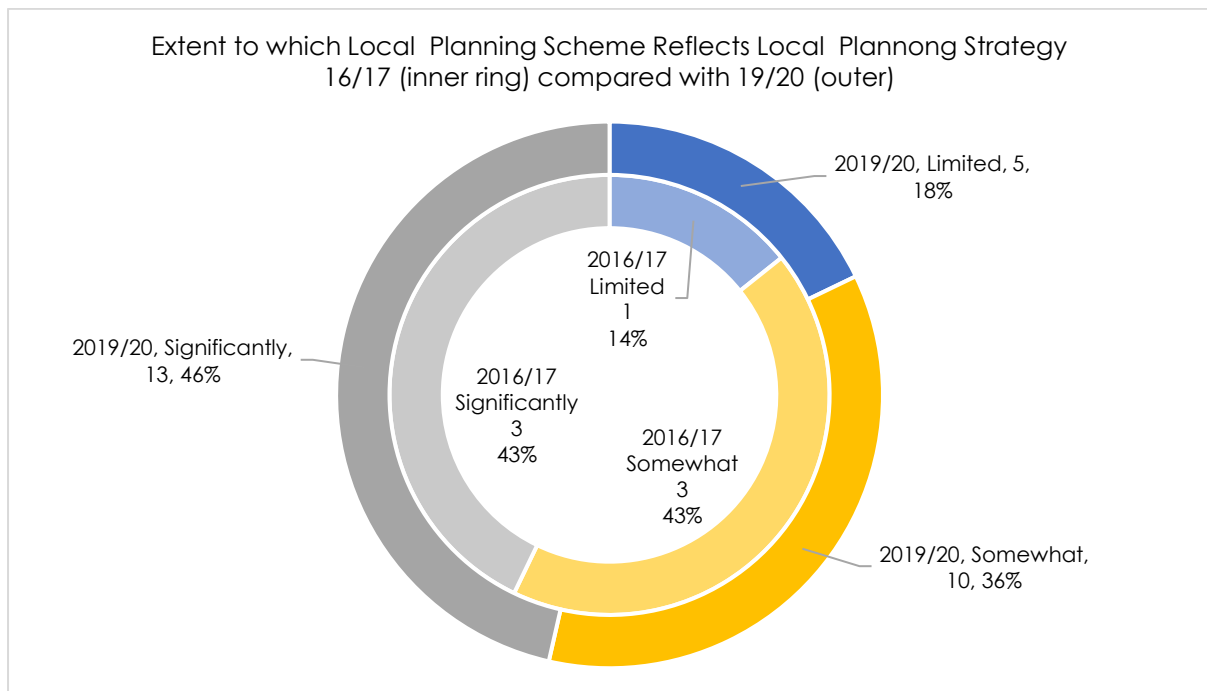 Extent to which Local  Planning Scheme Reflects Local  Plannong Strategy
16/17 (inner ring) compared with 19/20 (outer)
2019/20, Limited, 5,
18%
2016/17
Limited
1
14%
2019/20, Significantly,
13, 46%
2016/17
Significantly
3
43%
2016/17
Somewhat
3
43%
2019/20, Somewhat,
10, 36%